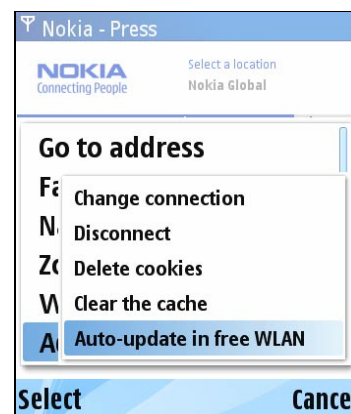 Nokia - Press
NOKIA
Connecting People
Select a location
Nokia Global
Go to address
Change connection
Disconnect
Delete cookies
Clear the cache
Auto-update in free WLAN
Select
Cance